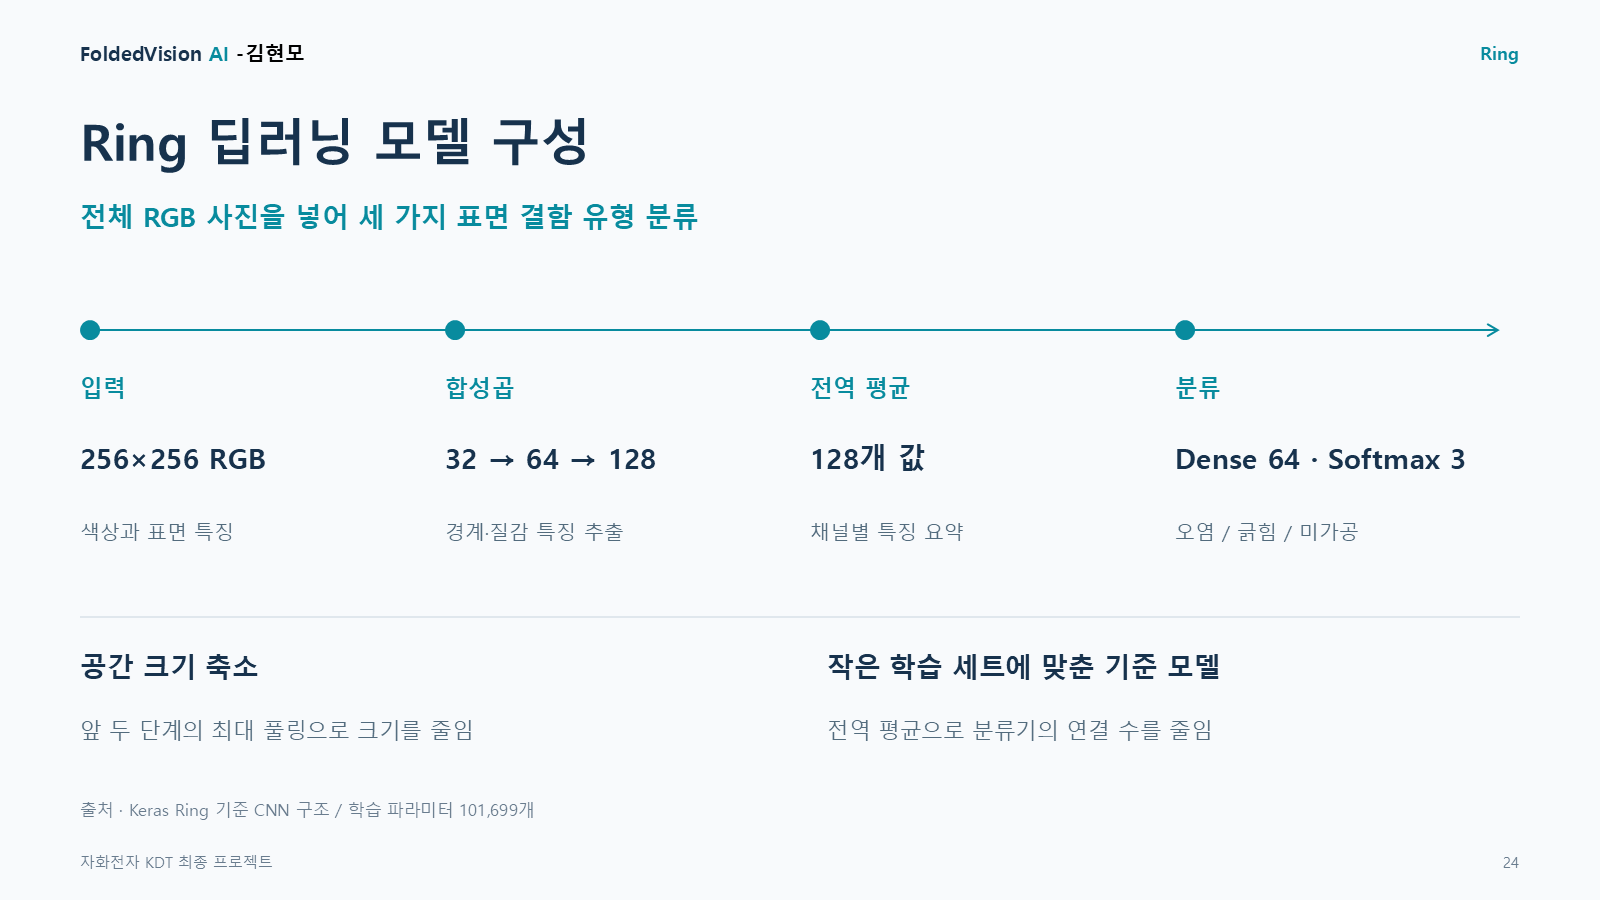 FoldedVision AI -김현모
Ring
Ring 딥러닝 모델 구성
전체 RGB 사진을 넣어 세 가지 표면 결함 유형 분류
입력
합성곱
전역 평균
분류
256×256 RGB
32 → 64 → 128
128개 값
Dense 64 · Softmax 3
색상과 표면 특징
경계·질감 특징 추출
채널별 특징 요약
오염 / 긁힘 / 미가공
공간 크기 축소
작은 학습 세트에 맞춘 기준 모델
앞 두 단계의 최대 풀링으로 크기를 줄임
전역 평균으로 분류기의 연결 수를 줄임
출처 · Keras Ring 기준 CNN 구조 / 학습 파라미터 101,699개
자화전자 KDT 최종 프로젝트
24